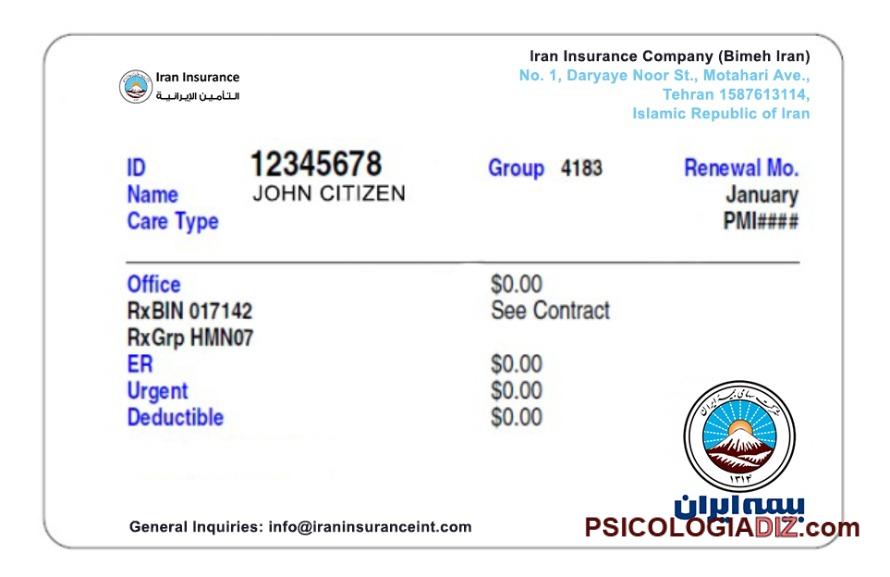 Iran Insurance
التأمين الإيرانية
Iran Insurance Company (Bimeh Iran)
No. 1, Daryaye Noor St., Motahari Ave.,
Tehran 1587613114,
Islamic Republic of Iran
ID 12345678 Group 4183 Renewal Mo.
Name JOHN CITIZEN January
Care Type PMI####
Office $0.00
RxBIN 017142 See Contract
RxGrp HMN07
ER $0.00
Urgent $0.00
Deductible $0.00
شرکت سهامی بیمه ایران
۱۳۱۴
بیمه ایران
General Inquiries: info@iraninsuranceint.com
PSICOLOGIADIZ.com